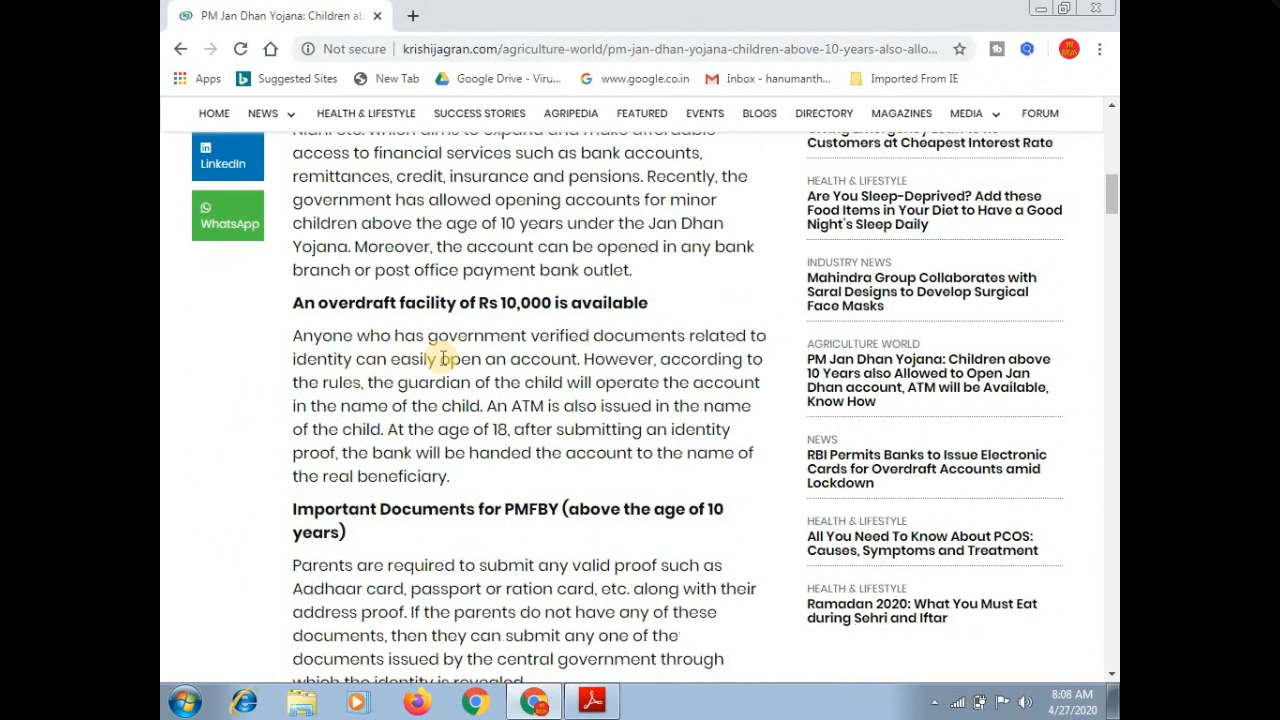 PM Jan Dhan Yojana: Children ab
Not secure
krishijagran.com/agriculture-world/pm-jan-dhan-yojana-children-above-10-years-also-allo...
Apps
Suggested Sites
New Tab
Google Drive - Viru...
www.google.co.in
Inbox - hanumanth...
Imported From IE
HOME NEWS HEALTH & LIFESTYLE SUCCESS STORIES AGRIPEDIA FEATURED EVENTS BLOGS DIRECTORY MAGAZINES MEDIA FORUM
LinkedIn
WhatsApp
etc. which aims to expand and make affordable
access to financial services such as bank accounts,
remittances, credit, insurance and pensions. Recently, the
government has allowed opening accounts for minor
children above the age of 10 years under the Jan Dhan
Yojana. Moreover, the account can be opened in any bank
branch or post office payment bank outlet.
An overdraft facility of Rs 10,000 is available
Anyone who has government verified documents related to
identity can easily open an account. However, according to
the rules, the guardian of the child will operate the account
in the name of the child. An ATM is also issued in the name
of the child. At the age of 18, after submitting an identity
proof, the bank will be handed the account to the name of
the real beneficiary.
Important Documents for PMFBY (above the age of 10
years)
Parents are required to submit any valid proof such as
Aadhaar card, passport or ration card, etc. along with their
address proof. If the parents do not have any of these
documents, then they can submit any one of the
documents issued by the central government through
which the identity is revealed
Customers at Cheapest Interest Rate
HEALTH & LIFESTYLE
Are You Sleep-Deprived? Add these
Food Items in Your Diet to Have a Good
Night's Sleep Daily
INDUSTRY NEWS
Mahindra Group Collaborates with
Saral Designs to Develop Surgical
Face Masks
AGRICULTURE WORLD
PM Jan Dhan Yojana: Children above
10 Years also Allowed to Open Jan
Dhan account, ATM will be Available,
Know How
NEWS
RBI Permits Banks to Issue Electronic
Cards for Overdraft Accounts amid
Lockdown
HEALTH & LIFESTYLE
All You Need To Know About PCOS:
Causes, Symptoms and Treatment
HEALTH & LIFESTYLE
Ramadan 2020: What You Must Eat
during Sehri and Iftar
8:08 AM
4/27/2020